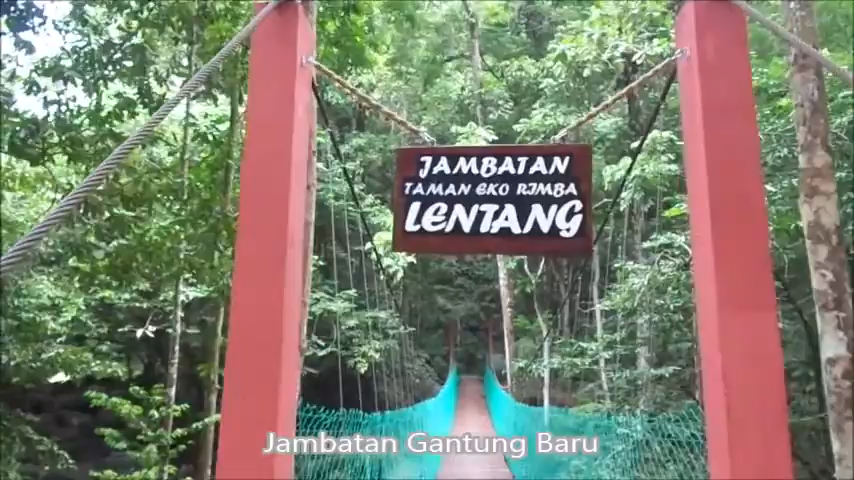 JAMBATAN
TAMAN EKO RIMBA
LENTANG
Jambatan Gantung Baru